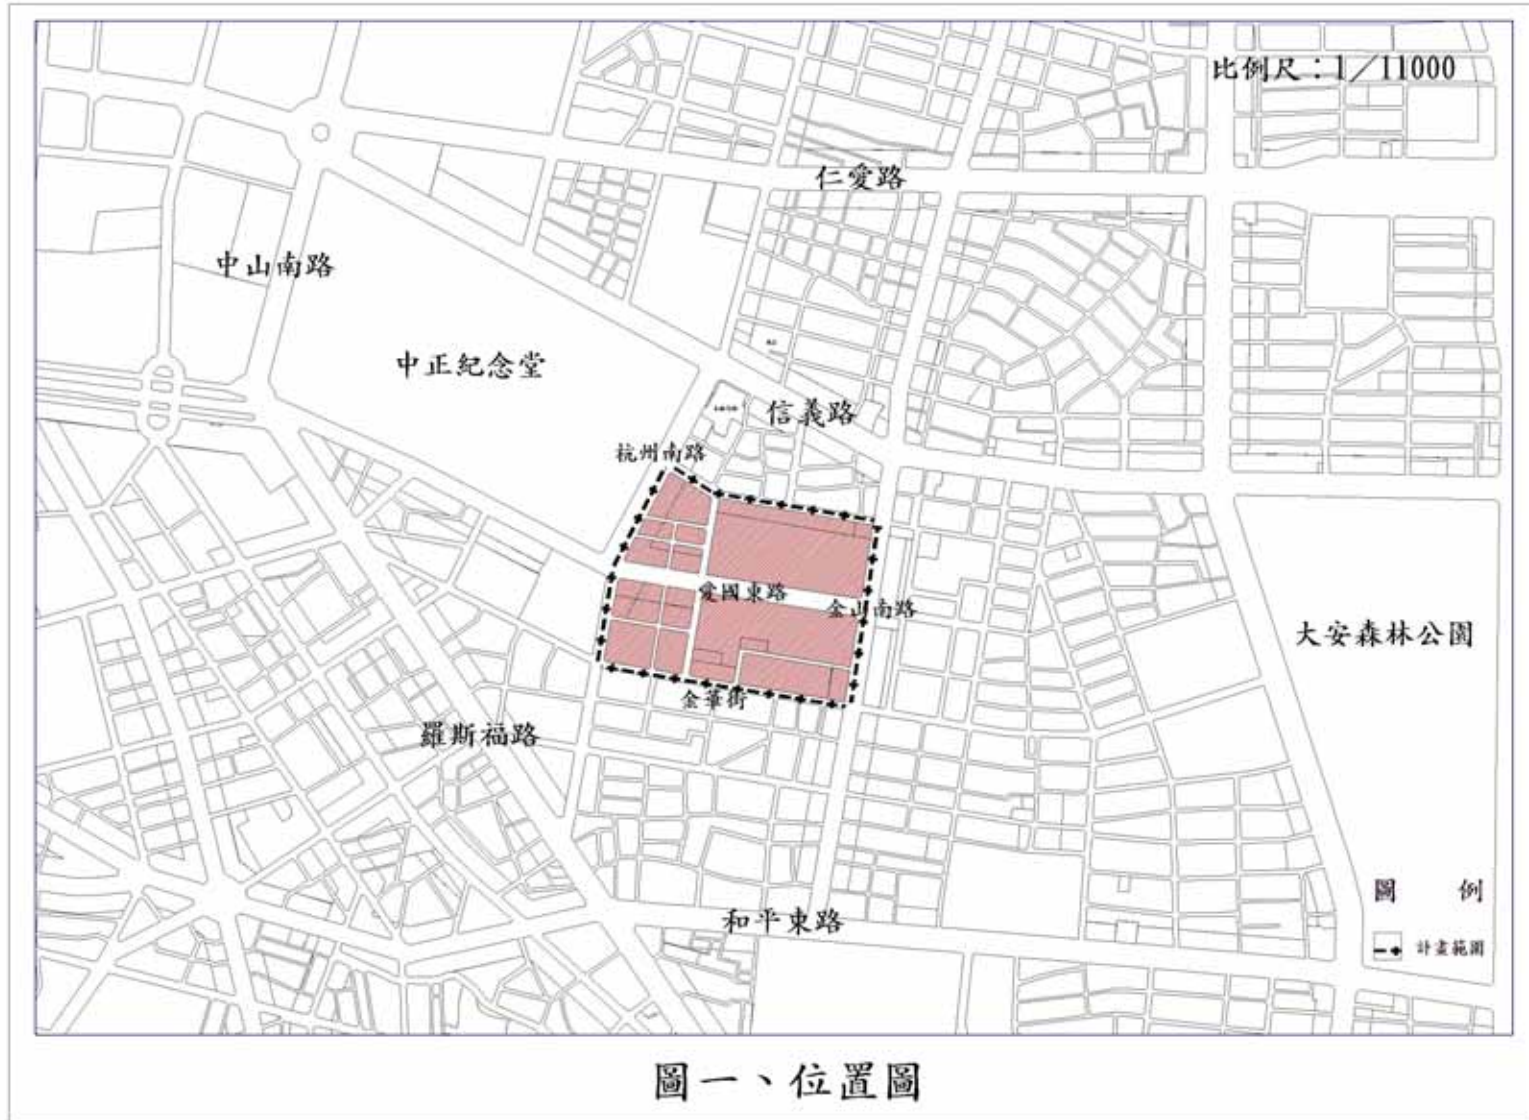 比例尺：1／11000
仁愛路
中山南路
中正紀念堂
信義路
杭州南路
愛國東路
金山南路
大安森林公園
金華街
羅斯福路
圖例
和平東路
計畫範圍
圖一、位置圖